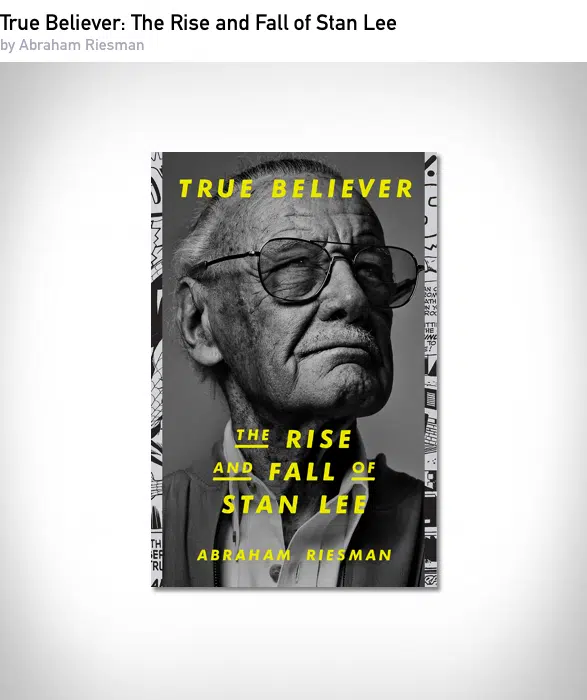 True Believer: The Rise and Fall of Stan Lee
by Abraham Riesman
TRUE BELIEVER
THE RISE
AND FALL OF
STAN LEE
ABRAHAM RIESMAN